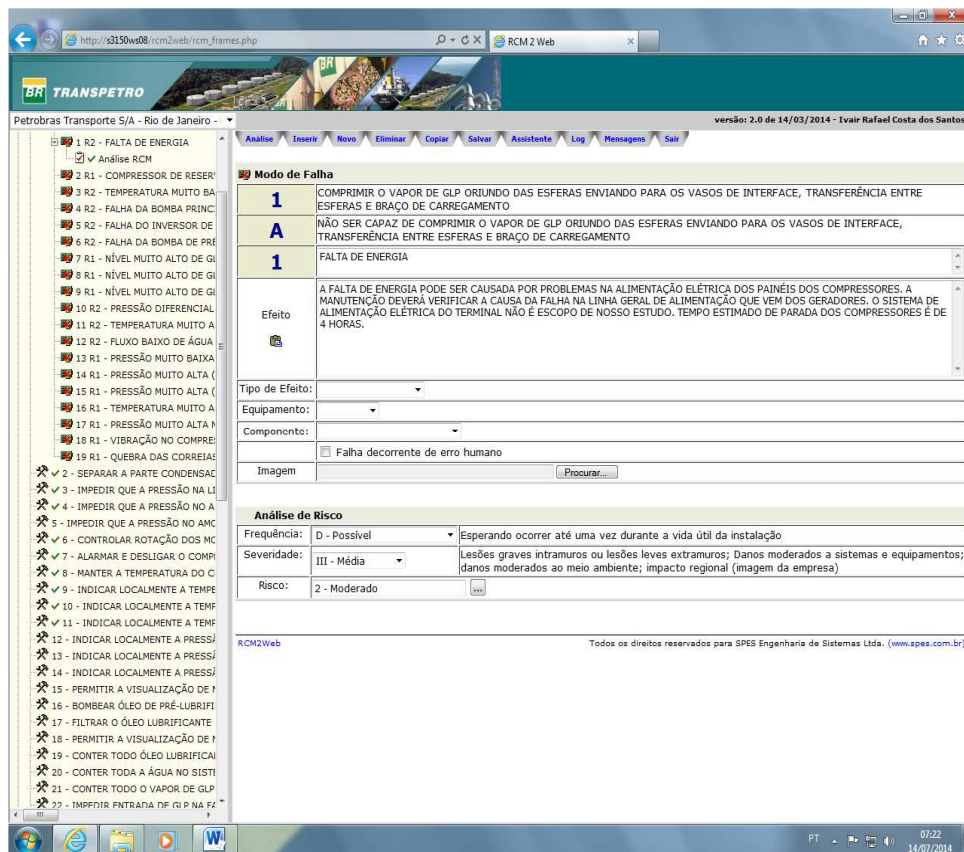 http://s3150ws08/rcm2web/rcm_frames.php
RCM 2 Web
BR TRANSPETRO
Petrobras Transporte S/A - Rio de Janeiro -
versão: 2.0 de 14/03/2014 - Ivair Rafael Costa dos Santos
Análise Inserir Novo Eliminar Copiar Salvar Assistente Log Mensagens Sair
1 R2 - FALTA DE ENERGIA
Análise RCM
2 R1 - COMPRESSOR DE RESER
3 R2 - TEMPERATURA MUITO BA
4 R2 - FALHA DA BOMBA PRINC
5 R2 - FALHA DO INVERSOR DE
6 R2 - FALHA DA BOMBA DE PRÉ
7 R1 - NÍVEL MUITO ALTO DE GL
8 R1 - NÍVEL MUITO ALTO DE GL
9 R1 - NÍVEL MUITO ALTO DE GL
10 R2 - PRESSÃO DIFERENCIAL
11 R2 - TEMPERATURA MUITO A
12 R2 - FLUXO BAIXO DE ÁGUA
13 R1 - PRESSÃO MUITO BAIXA
14 R1 - PRESSÃO MUITO ALTA (
15 R1 - PRESSÃO MUITO ALTA (
16 R1 - TEMPERATURA MUITO A
17 R1 - PRESSÃO MUITO ALTA N
18 R1 - VIBRAÇÃO NO COMPRE
19 R1 - QUEBRA DAS CORREIAS
2 - SEPARAR A PARTE CONDENSAD
3 - IMPEDIR QUE A PRESSÃO NA LI
4 - IMPEDIR QUE A PRESSÃO NO A
5 - IMPEDIR QUE A PRESSÃO NO AMO
6 - CONTROLAR ROTAÇÃO DOS MO
7 - ALARMAR E DESLIGAR O COMP
8 - MANTER A TEMPERATURA DO C
9 - INDICAR LOCALMENTE A TEMPE
10 - INDICAR LOCALMENTE A TEMP
11 - INDICAR LOCALMENTE A TEMP
12 - INDICAR LOCALMENTE A PRESSÃ
13 - INDICAR LOCALMENTE A PRESSÃ
14 - INDICAR LOCALMENTE A PRESSÃ
15 - PERMITIR A VISUALIZAÇÃO DE N
16 - BOMBEAR ÓLEO DE PRÉ-LUBRIFI
17 - FILTRAR O ÓLEO LUBRIFICANTE
18 - PERMITIR A VISUALIZAÇÃO DE N
19 - CONTER TODO ÓLEO LUBRIFICA
20 - CONTER TODA A ÁGUA NO SISTE
21 - CONTER TODO O VAPOR DE GLP
22 - IMPEDIR ENTRADA DE GLP NA FA
Modo de Falha
1 COMPRIMIR O VAPOR DE GLP ORIUNDO DAS ESFERAS ENVIANDO PARA OS VASOS DE INTERFACE, TRANSFERÊNCIA ENTRE
ESFERAS E BRAÇO DE CARREGAMENTO
A NÃO SER CAPAZ DE COMPRIMIR O VAPOR DE GLP ORIUNDO DAS ESFERAS ENVIANDO PARA OS VASOS DE INTERFACE,
TRANSFERÊNCIA ENTRE ESFERAS E BRAÇO DE CARREGAMENTO
1 FALTA DE ENERGIA
Efeito
A FALTA DE ENERGIA PODE SER CAUSADA POR PROBLEMAS NA ALIMENTAÇÃO ELÉTRICA DOS PAINÉIS DOS COMPRESSORES. A
MANUTENÇÃO DEVERÁ VERIFICAR A CAUSA DA FALHA NA LINHA GERAL DE ALIMENTAÇÃO QUE VEM DOS GERADORES. O SISTEMA DE
ALIMENTAÇÃO ELÉTRICA DO TERMINAL NÃO É ESCOPO DE NOSSO ESTUDO. TEMPO ESTIMADO DE PARADA DOS COMPRESSORES É DE
4 HORAS.
Tipo de Efeito:
Equipamento:
Componente:
Falha decorrente de erro humano
Imagem Procurar...
Análise de Risco
Frequência: D - Possível Esperando ocorrer até uma vez durante a vida útil da instalação
Severidade: III - Média Lesões graves intramuros ou lesões leves extramuros; Danos moderados a sistemas e equipamentos;
danos moderados ao meio ambiente; impacto regional (imagem da empresa)
Risco: 2 - Moderado ...
RCM2Web Todos os direitos reservados para SPES Engenharia de Sistemas Ltda. (www.spes.com.br)
PT 07:22
14/07/2014